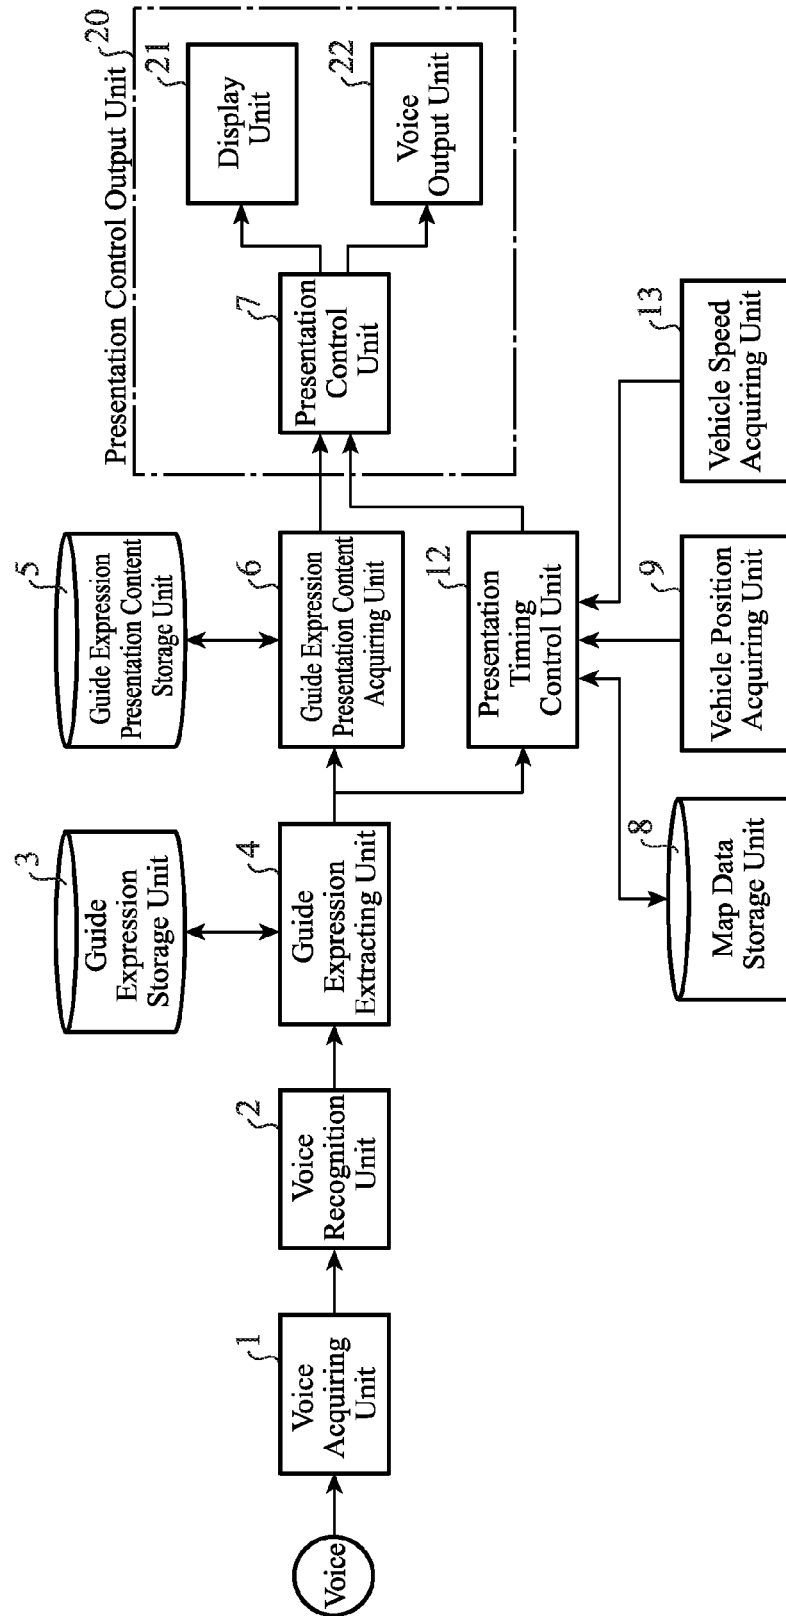 Voice
1
Voice
Acquiring
Unit
2
Voice
Recognition
Unit
3
Guide
Expression
Storage Unit
4
Guide
Expression
Extracting Unit
5
Guide Expression
Presentation Content
Storage Unit
6
Guide Expression
Presentation Content
Acquiring Unit
12
Presentation
Timing
Control Unit
8
Map Data
Storage Unit
9
Vehicle Position
Acquiring Unit
13
Vehicle Speed
Acquiring Unit
Presentation Control Output Unit 20
7
Presentation
Control
Unit
21
Display
Unit
22
Voice
Output Unit